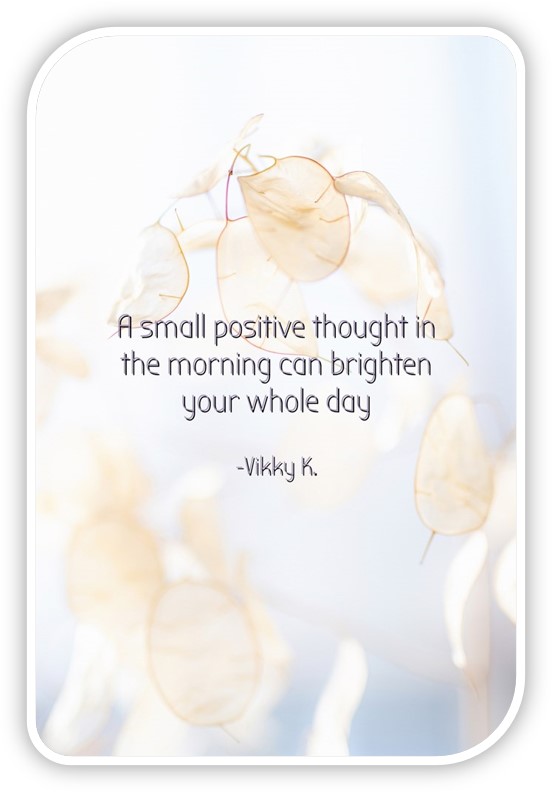 A small positive thought in
the morning can brighten
your whole day
-Vikky K.